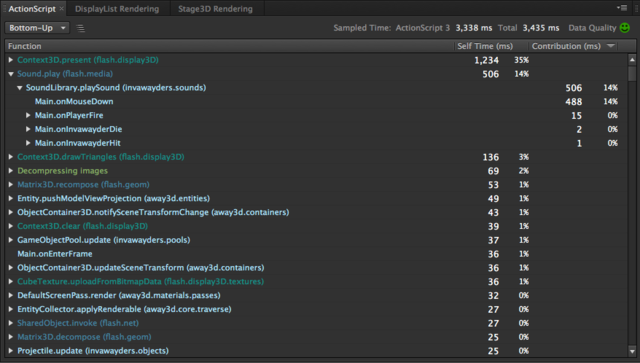 ActionScript × DisplayList Rendering Stage3D Rendering
Bottom-Up Sampled Time: ActionScript 3 3,338 ms Total 3,435 ms Data Quality
Function Self Time (ms) Contribution (ms)
Context3D.present (flash.display3D) 1,234 35%
Sound.play (flash.media) 506 14%
SoundLibrary.playSound (invawayders.sounds) 506 14%
Main.onMouseDown 488 14%
Main.onPlayerFire 15 0%
Main.onInvawayderDie 2 0%
Main.onInvawayderHit 1 0%
Context3D.drawTriangles (flash.display3D) 136 3%
Decompressing images 69 2%
Matrix3D.recompose (flash.geom) 53 1%
Entity.pushModelViewProjection (away3d.entities) 49 1%
ObjectContainer3D.notifySceneTransformChange (away3d.containers) 43 1%
Context3D.clear (flash.display3D) 39 1%
GameObjectPool.update (invawayders.pools) 37 1%
Main.onEnterFrame 36 1%
ObjectContainer3D.updateSceneTransform (away3d.containers) 36 1%
CubeTexture.uploadFromBitmapData (flash.display3D.textures) 36 1%
DefaultScreenPass.render (away3d.materials.passes) 32 0%
EntityCollector.applyRenderable (away3d.core.traverse) 27 0%
SharedObject.invoke (flash.net) 27 0%
Matrix3D.decompose (flash.geom) 25 0%
Projectile.update (invawayders.objects) 25 0%